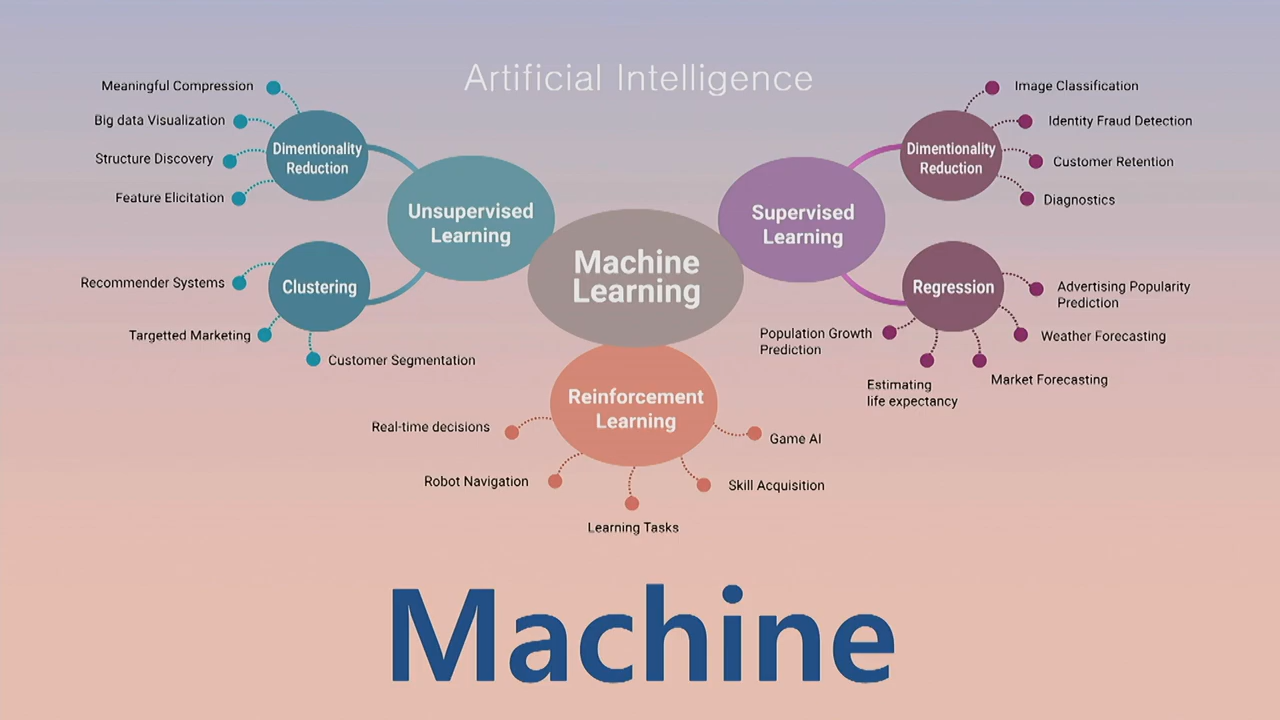 Artificial Intelligence
Meaningful Compression
Big data Visualization
Structure Discovery
Feature Elicitation
Dimentionality
Reduction
Unsupervised
Learning
Recommender Systems
Targetted Marketing
Customer Segmentation
Clustering
Machine
Learning
Supervised
Learning
Dimentionality
Reduction
Image Classification
Identity Fraud Detection
Customer Retention
Diagnostics
Regression
Advertising Popularity
Prediction
Weather Forecasting
Market Forecasting
Estimating
life expectancy
Population Growth
Prediction
Reinforcement
Learning
Real-time decisions
Robot Navigation
Learning Tasks
Skill Acquisition
Game AI
Machine